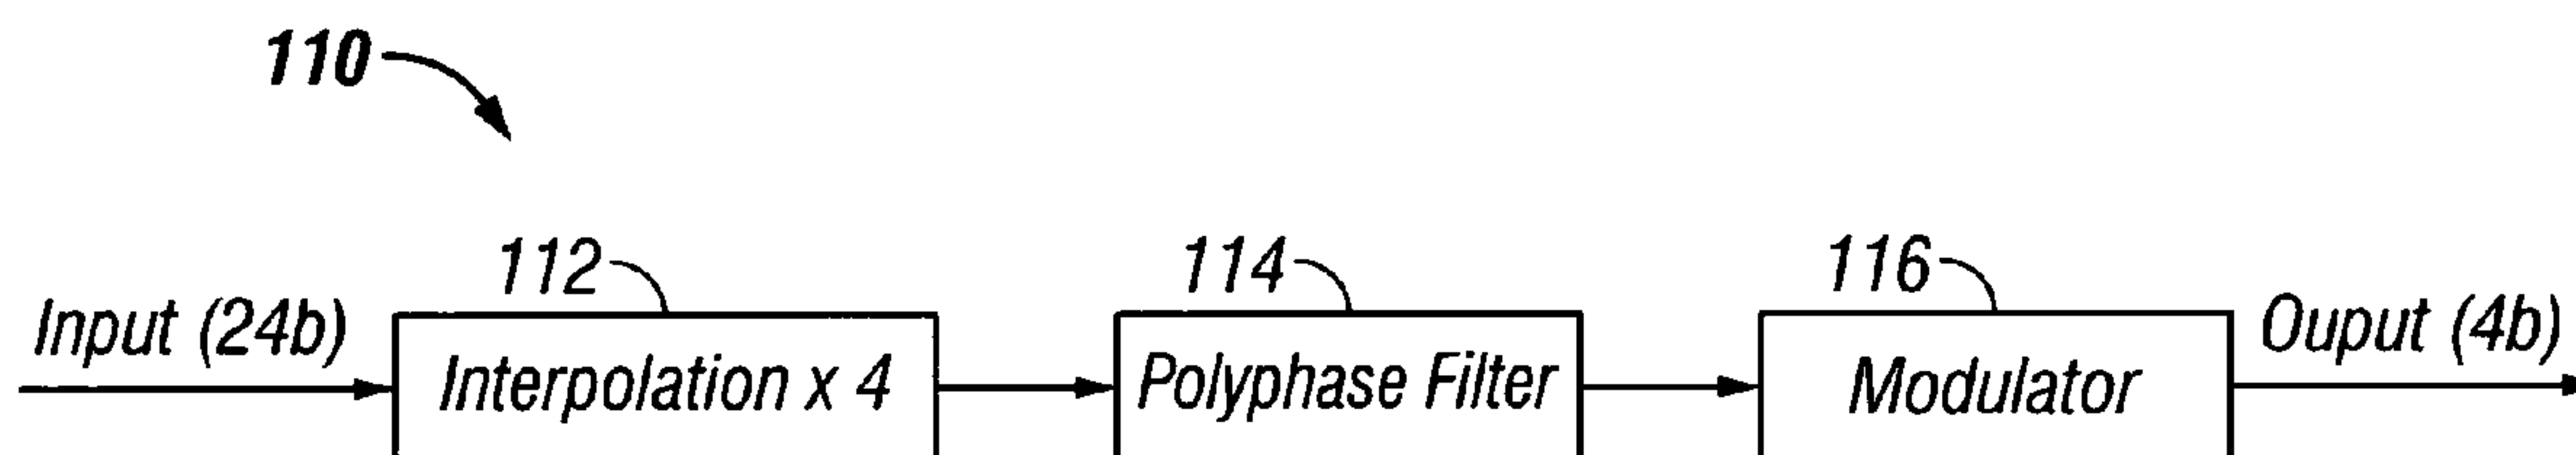 110
112
114
116
Input (24b)
Interpolation x 4
Polyphase Filter
Modulator
Ouput (4b)